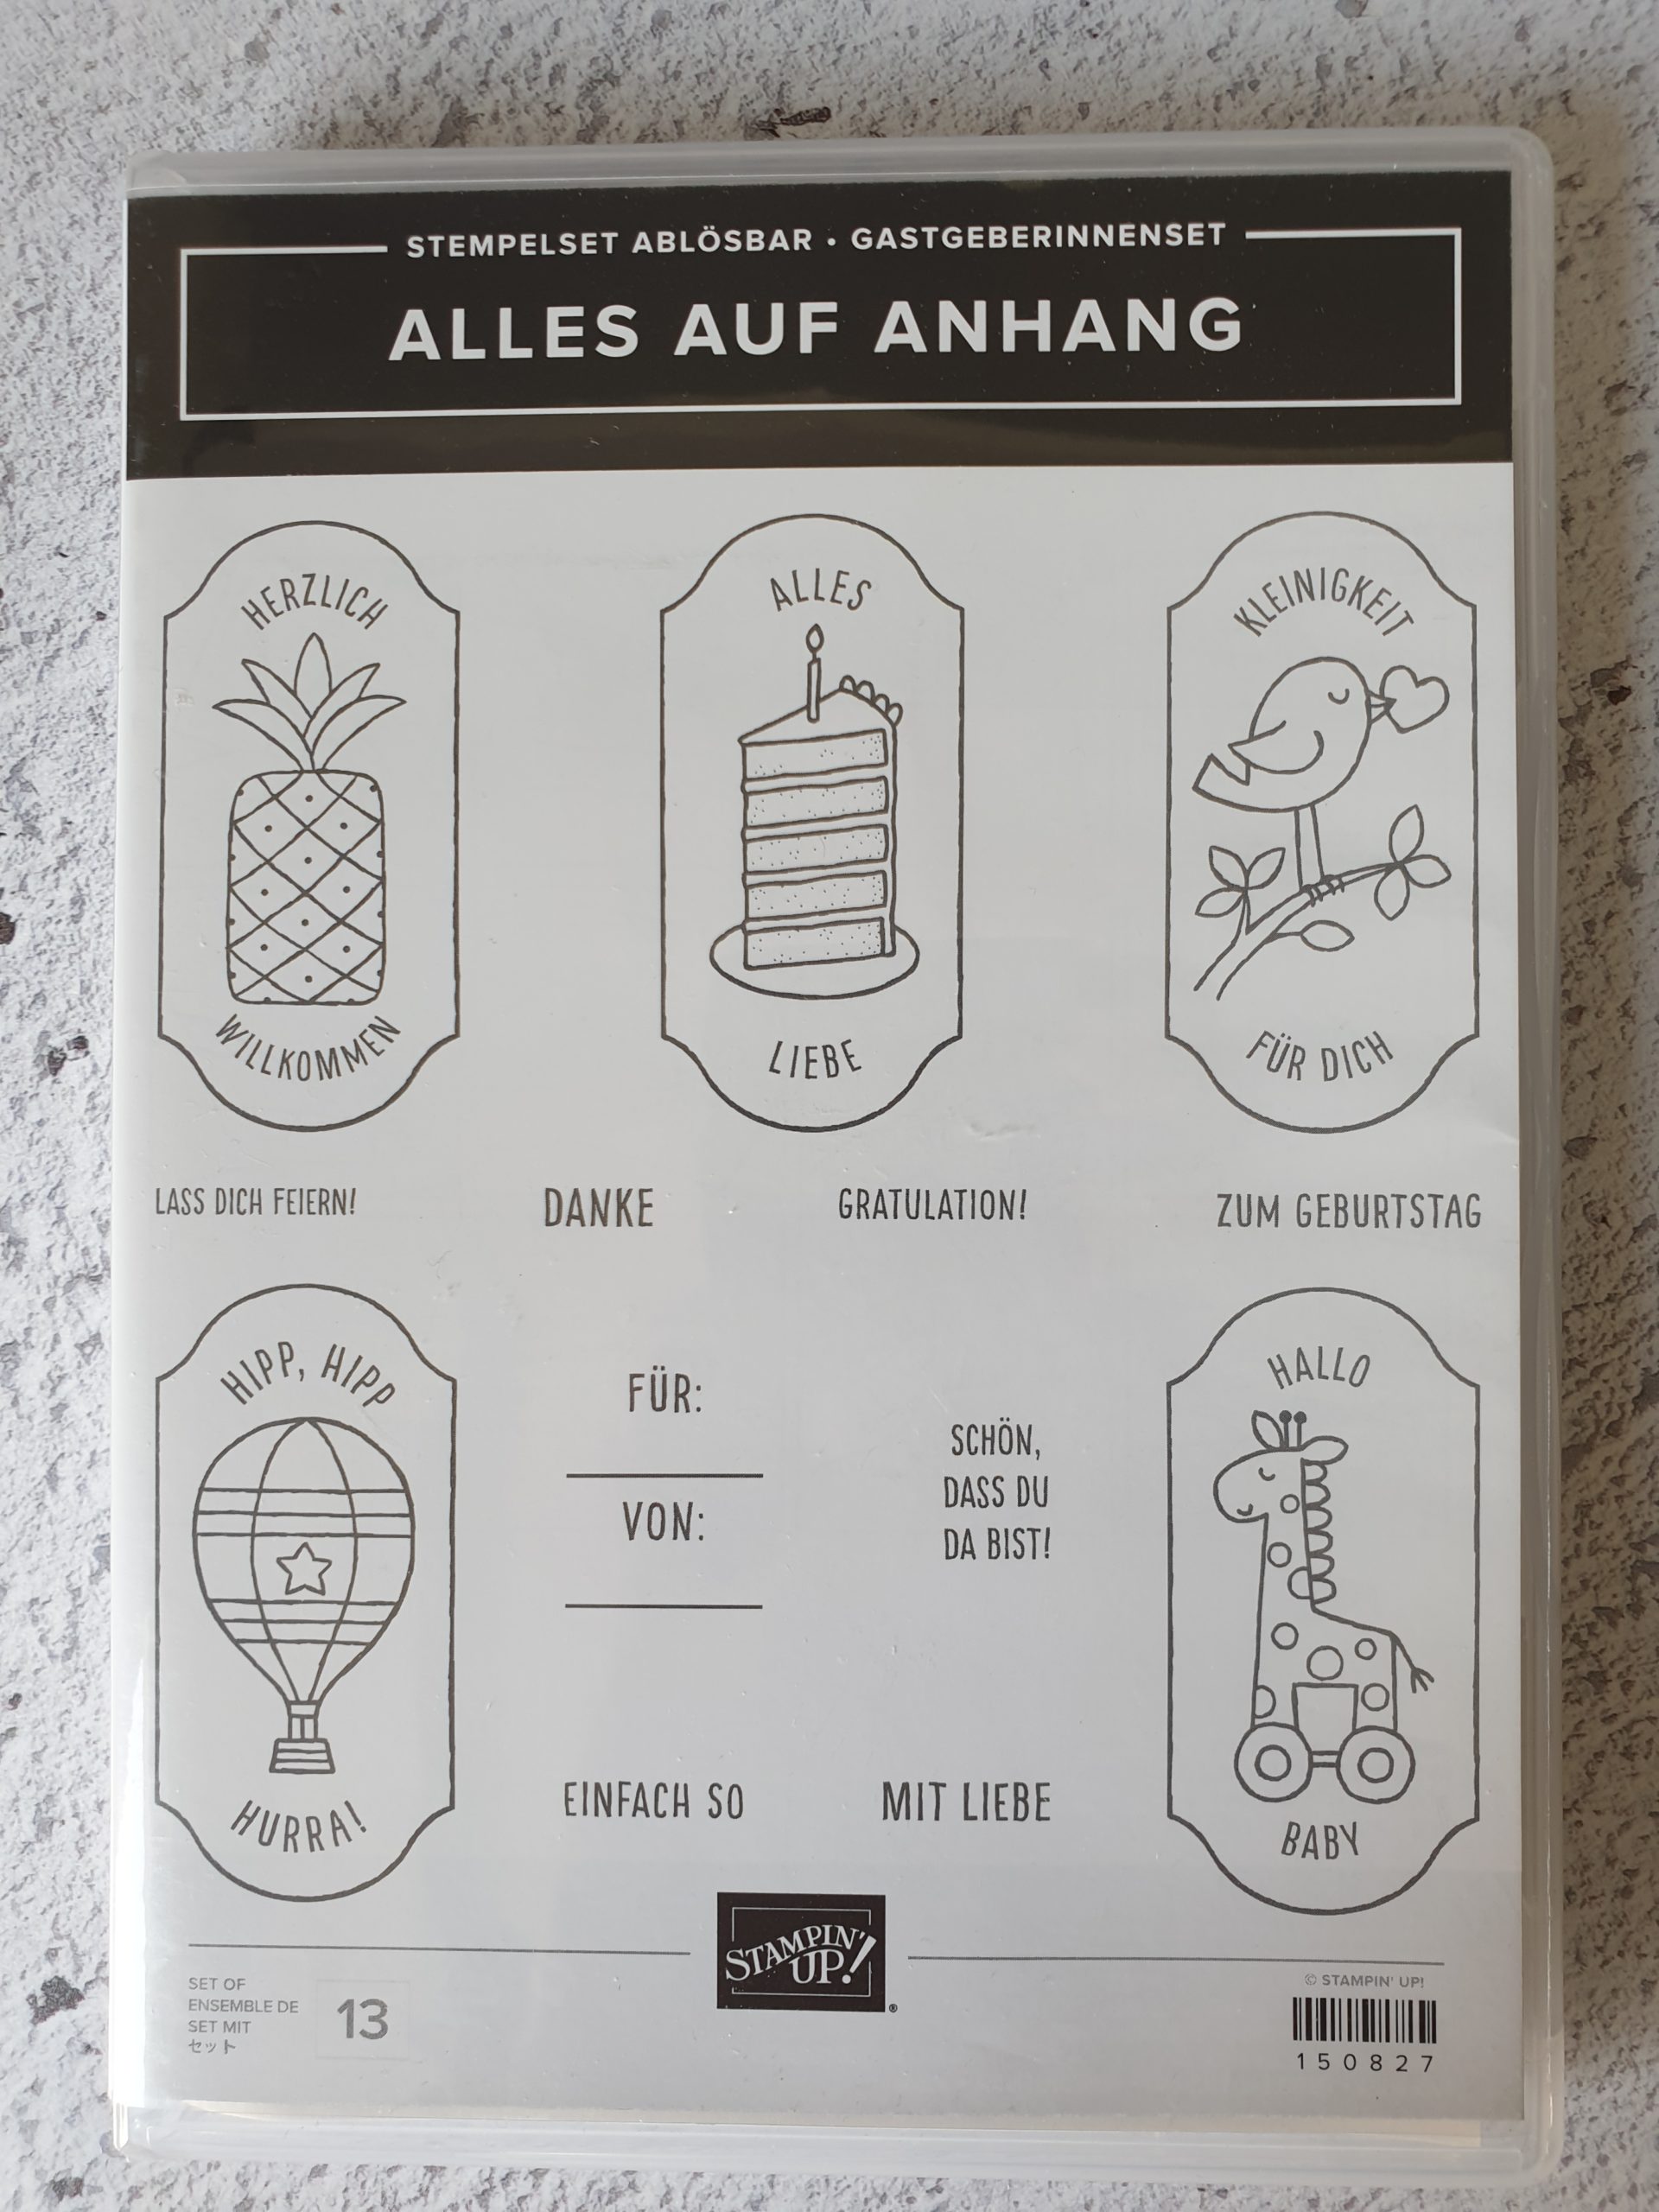 STEMPELSET ABLÖSBAR • GASTGEBERINNENSET
ALLES AUF ANHANG
HERZLICH
WILLKOMMEN
ALLES
LIEBE
KLEINIGKEIT
FÜR DICH
LASS DICH FEIERN!
DANKE
GRATULATION!
ZUM GEBURTSTAG
HIPP, HIPP
HURRA!
FÜR:
VON:
SCHÖN,
DASS DU
DA BIST!
EINFACH SO
MIT LIEBE
HALLO
BABY
SET OF
ENSEMBLE DE
SET MIT
セット
13
STAMPIN'
UP!®
© STAMPIN' UP!
150827